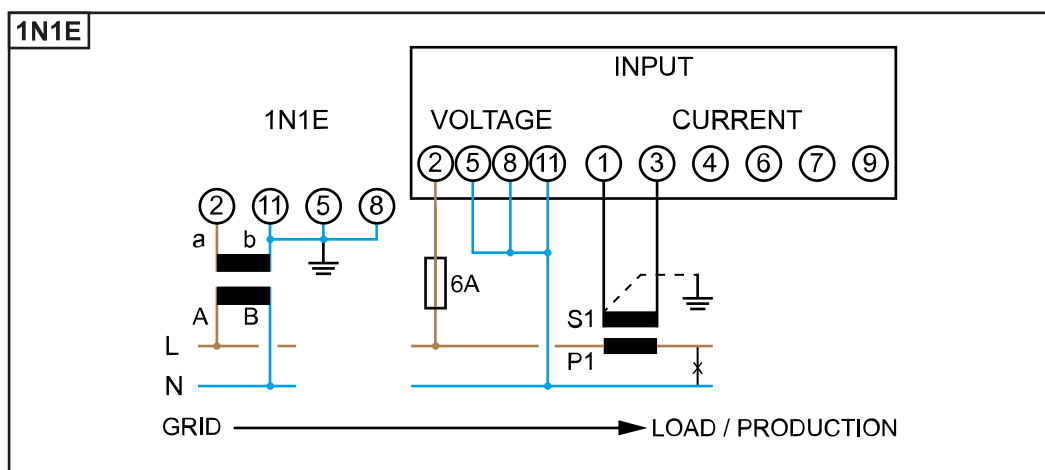 1N1E
INPUT
1N1E VOLTAGE CURRENT
2 5 8 11 1 3 4 6 7 9
2 11 5 8
a b
6A
A B
S1
L
P1
x
N
GRID LOAD / PRODUCTION